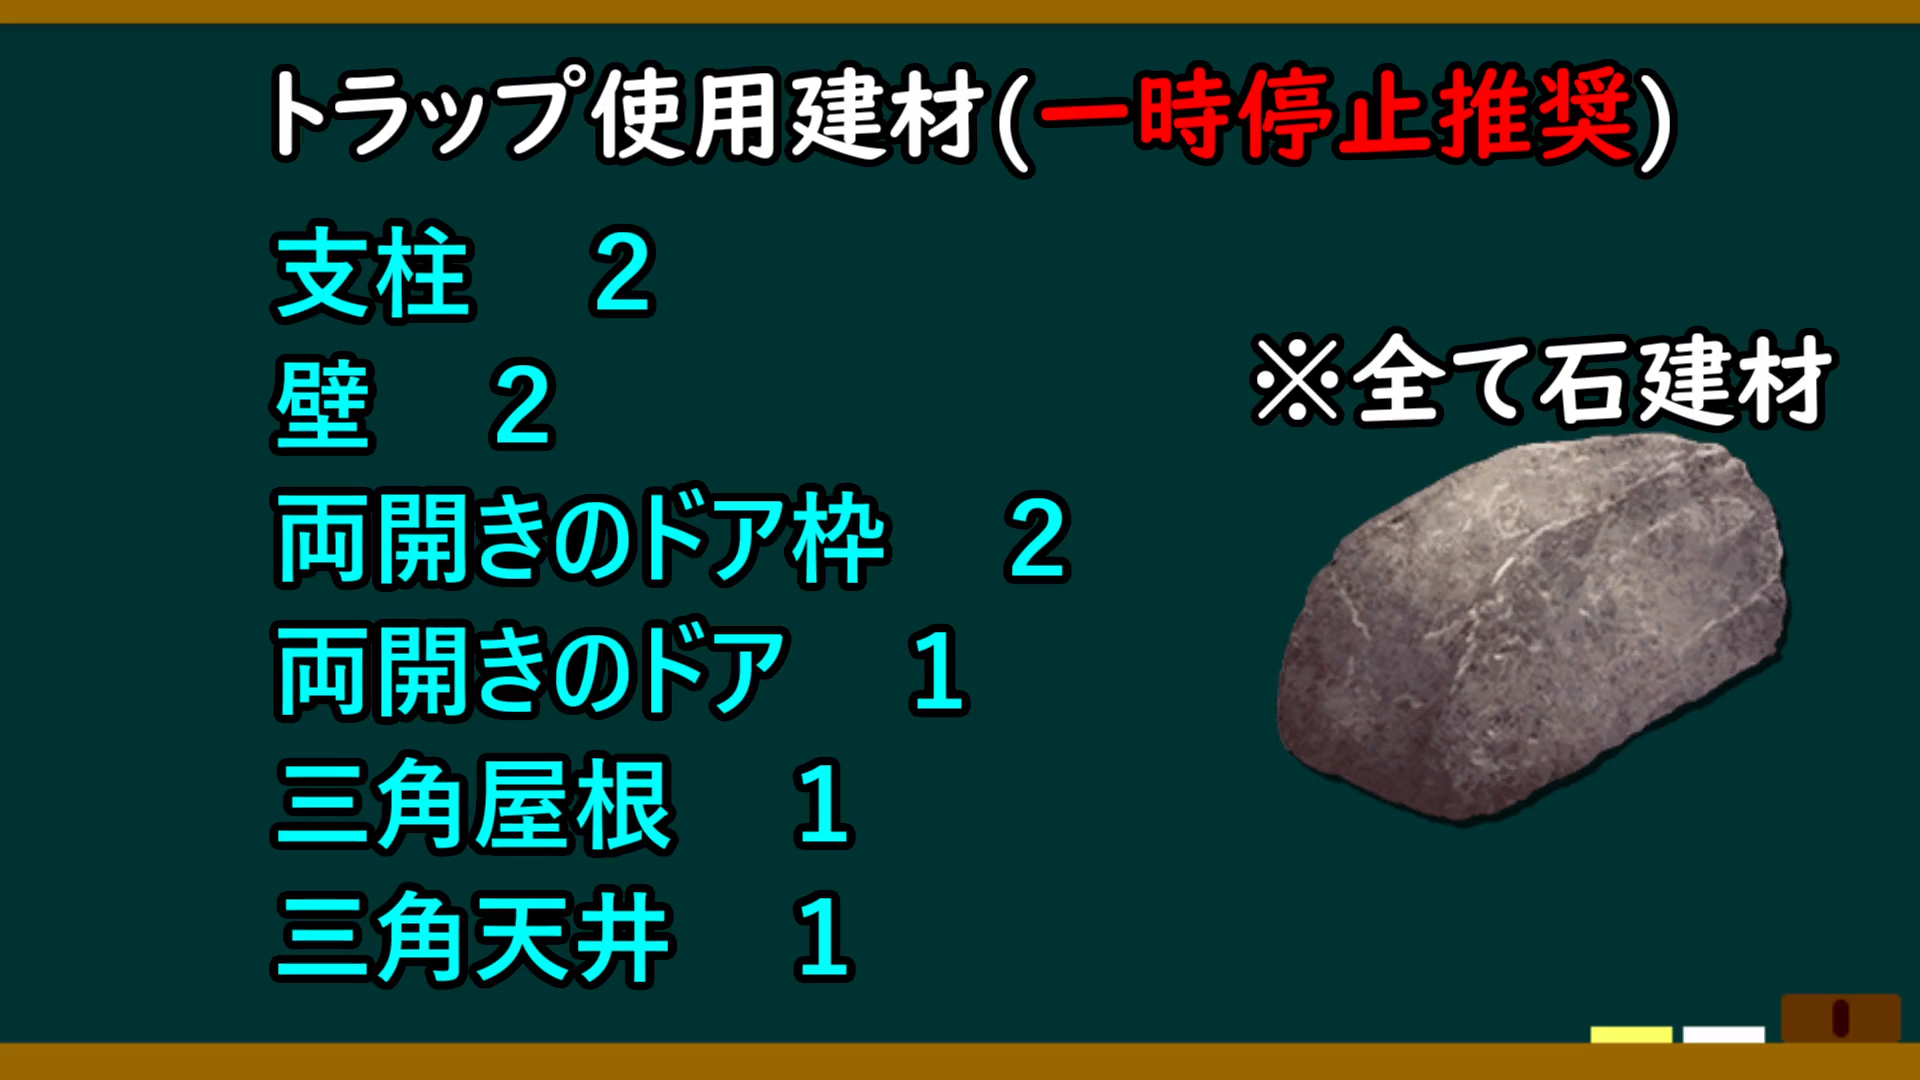 トラップ使用建材(一時停止推奨)
支柱　2
壁　2
両開きのドア枠　2
両開きのドア　1
三角屋根　1
三角天井　1
※全て石建材